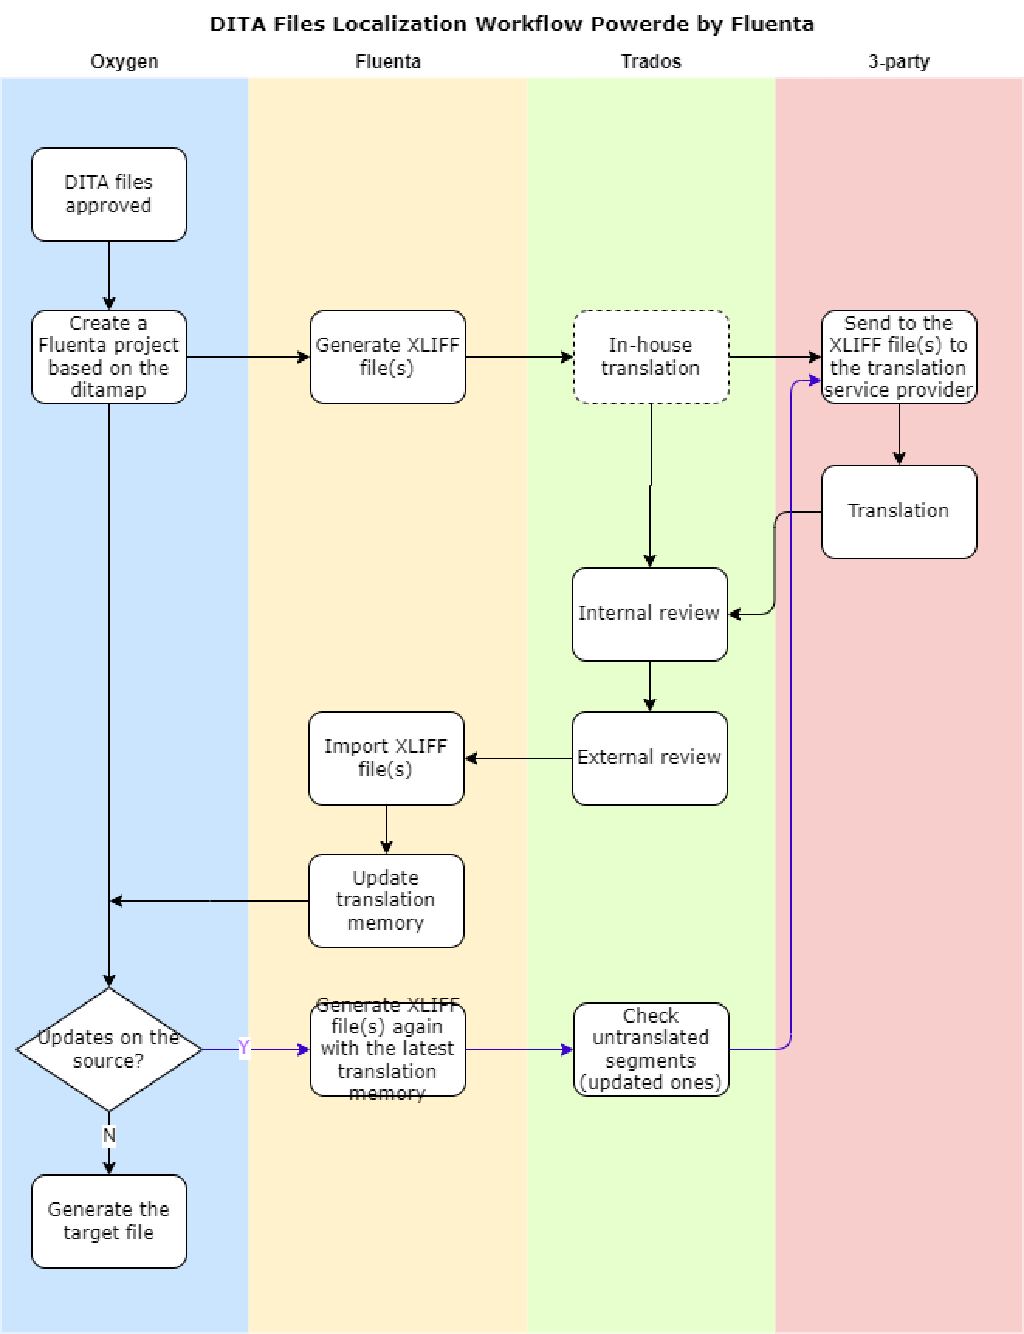 DITA Files Localization Workflow Powerde by Fluenta
Oxygen
Fluenta
Trados
3-party
DITA files
approved
Create a
Fluenta project
based on the
ditamap
Generate XLIFF
file(s)
In-house
translation
Send to the
XLIFF file(s) to
the translation
service provider
Translation
Internal review
External review
Import XLIFF
file(s)
Update
translation
memory
Updates on the
source?
Y
Generate XLIFF
file(s) again
with the latest
translation
memory
Check
untranslated
segments
(updated ones)
N
Generate the
target file